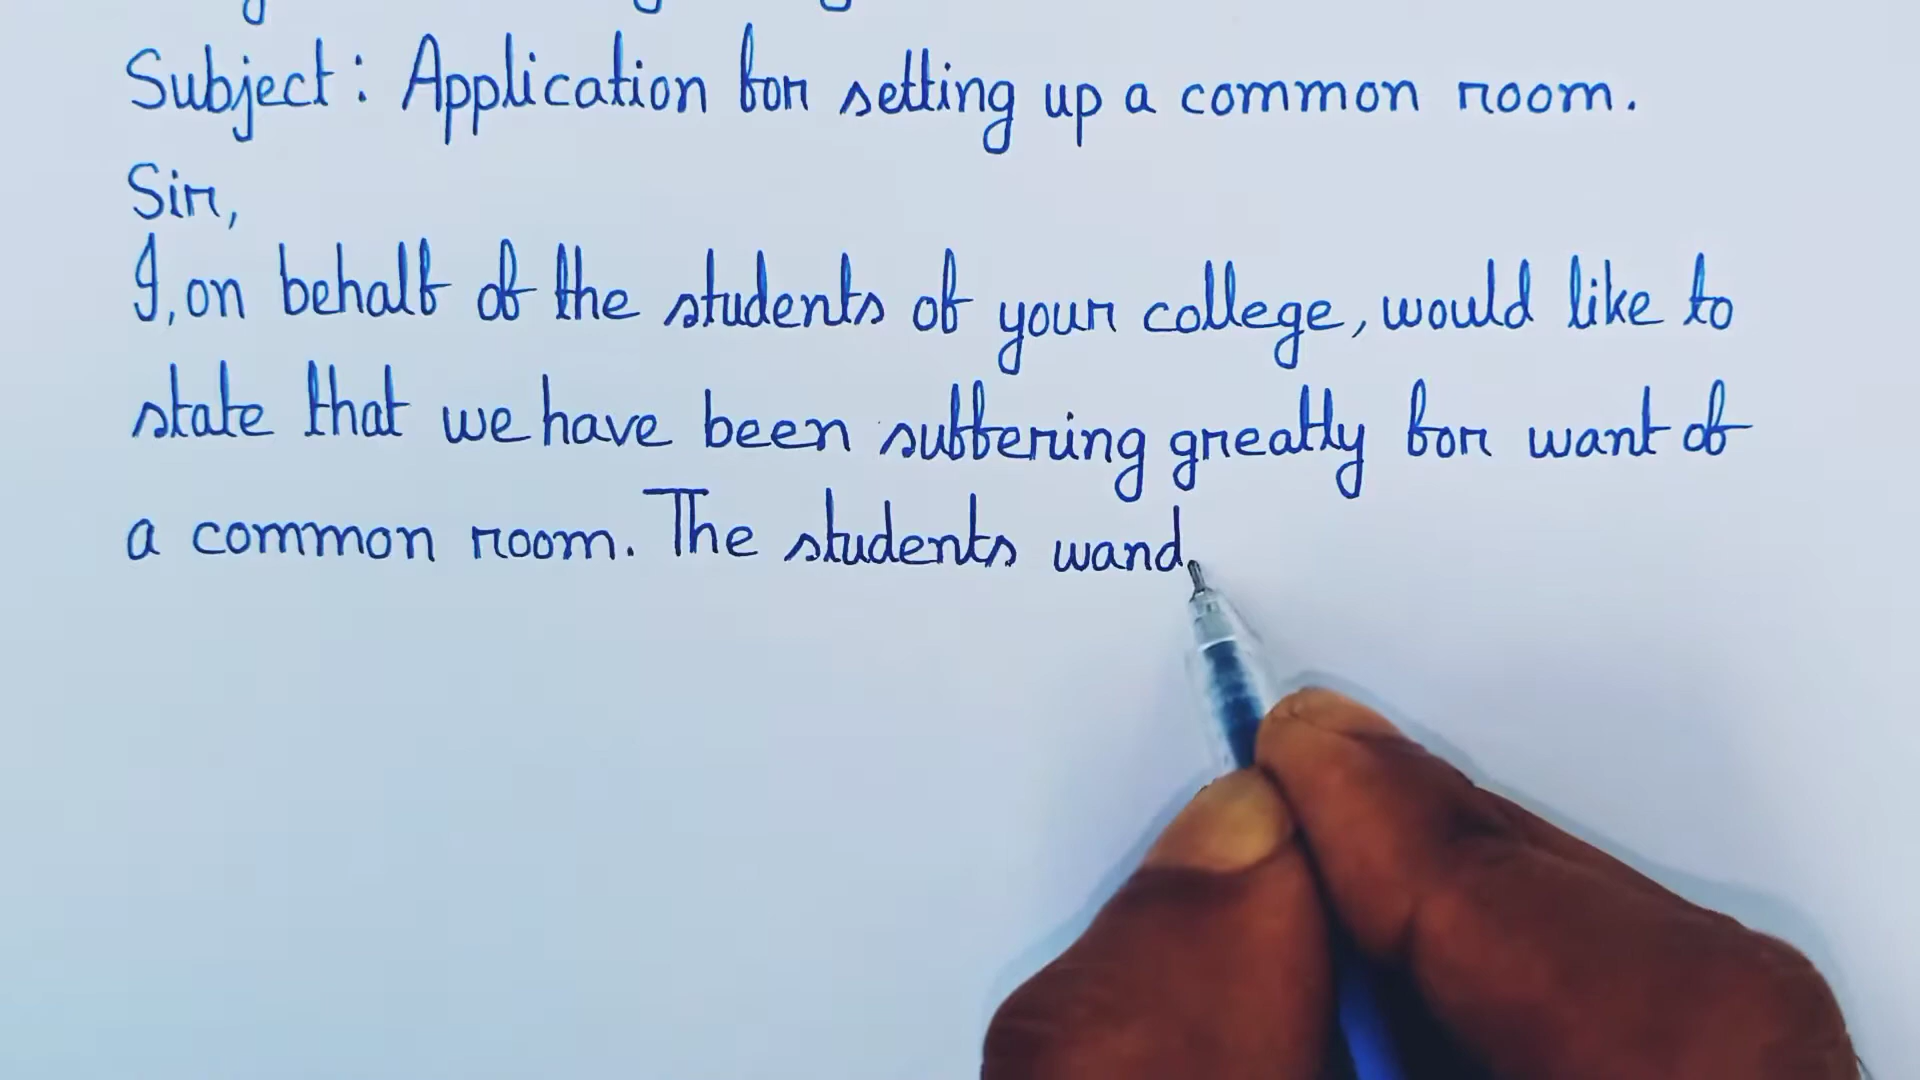 Subject: Application for setting up a common room.
Sir,
I, on behalf of the students of your college, would like to
state that we have been suffering greatly for want of
a common room. The students wand